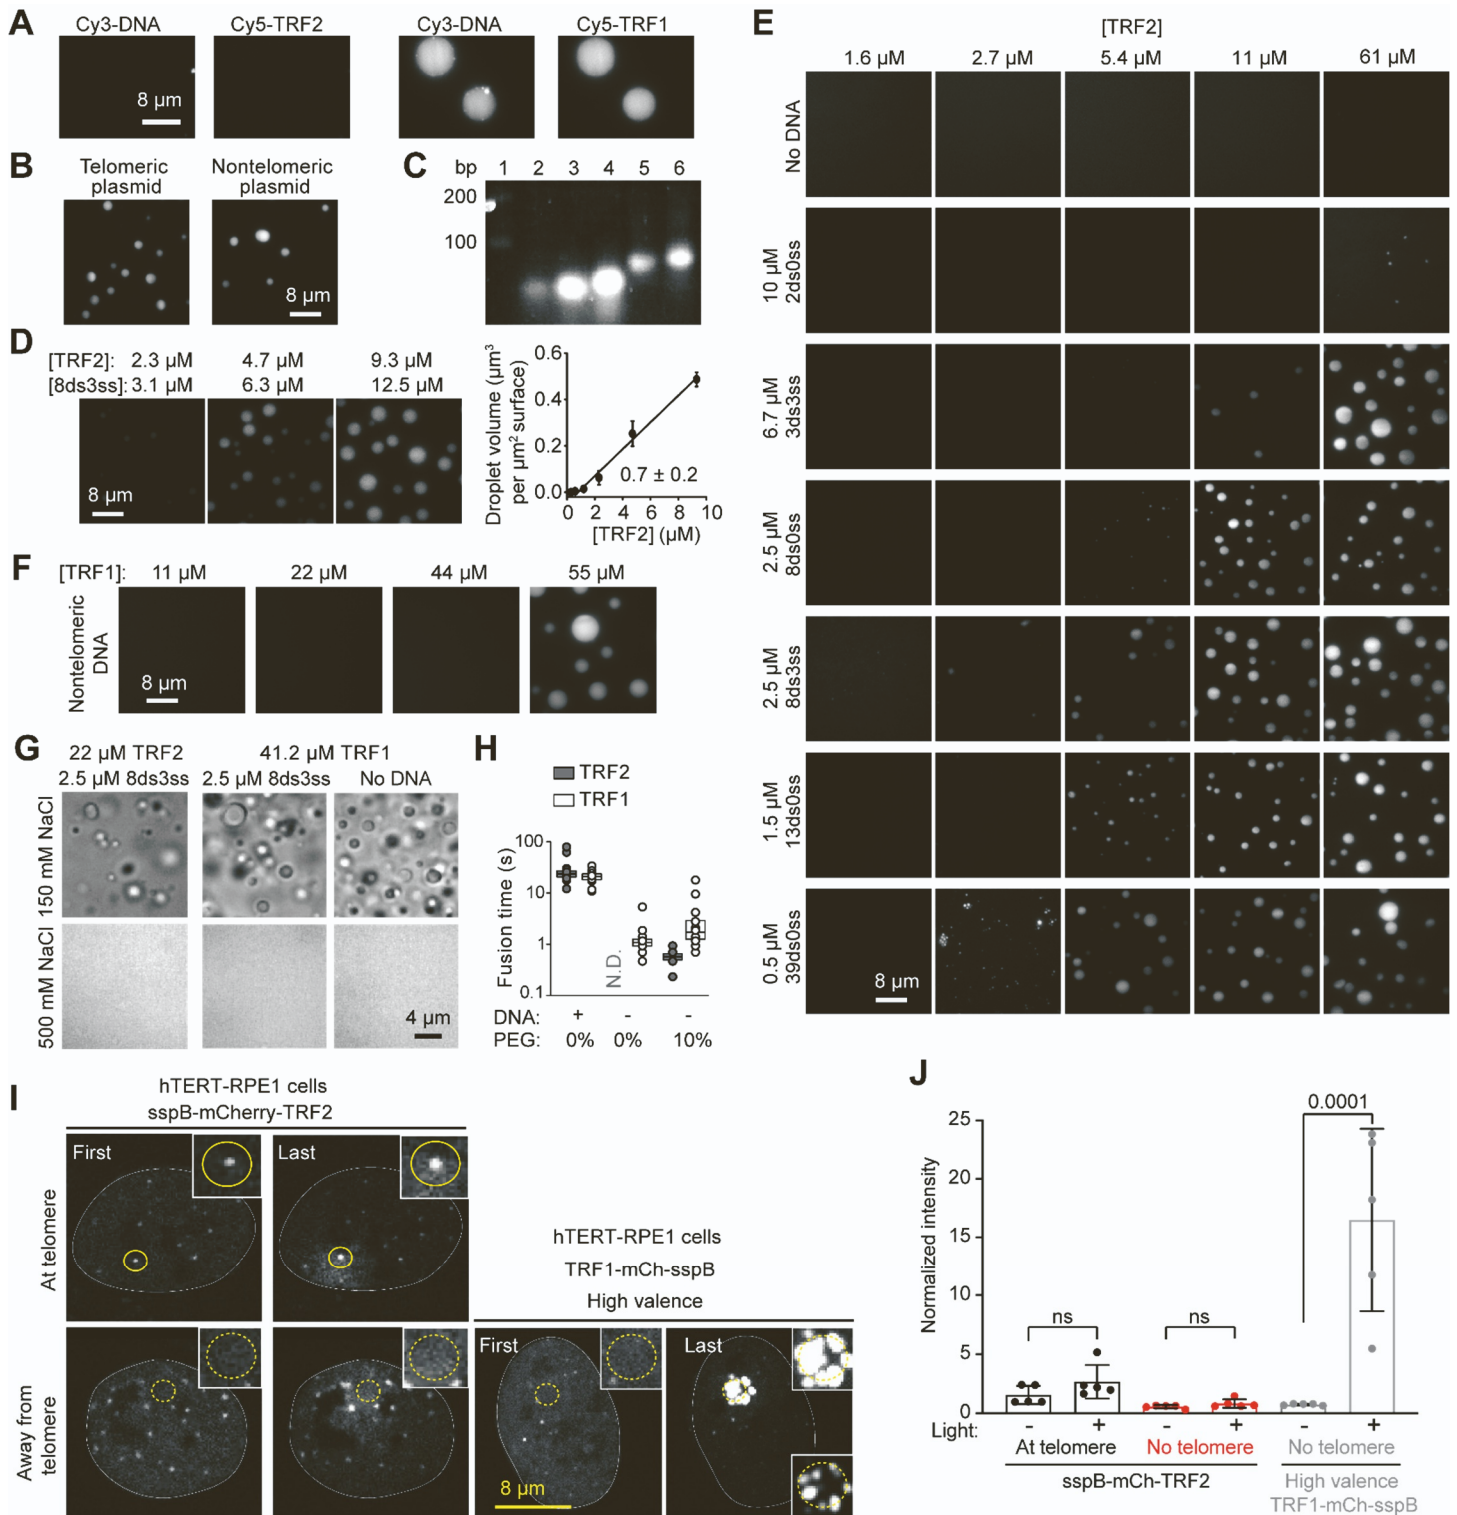 A
Cy3-DNA
Cy5-TRF2
Cy3-DNA
Cy5-TRF1
8 µm
B
Telomeric
plasmid
Nontelomeric
plasmid
8 µm
C
bp 1 2 3 4 5 6
200
100
D
[TRF2]: 2.3 µM 4.7 µM 9.3 µM
[8ds3ss]: 3.1 µM 6.3 µM 12.5 µM
8 µm
Droplet volume (µm³
per µm² surface)
0.6
0.4
0.2
0.0
0.7 ± 0.2
0 2 4 6 8 10
[TRF2] (µM)
E
[TRF2]
1.6 µM 2.7 µM 5.4 µM 11 µM 61 µM
No DNA
10 µM
2ds0ss
6.7 µM
3ds3ss
2.5 µM
8ds0ss
2.5 µM
8ds3ss
1.5 µM
13ds0ss
0.5 µM
39ds0ss
8 µm
F
[TRF1]: 11 µM 22 µM 44 µM 55 µM
Nontelomeric
DNA
8 µm
G
22 µM TRF2
41.2 µM TRF1
2.5 µM 8ds3ss
2.5 µM 8ds3ss
No DNA
150 mM NaCl
500 mM NaCl
4 µm
H
TRF2
TRF1
Fusion time (s)
100
10
1
0.1
N.D.
DNA: + - -
PEG: 0% 0% 10%
I
hTERT-RPE1 cells
sspB-mCherry-TRF2
First
Last
At telomere
Away from
telomere
hTERT-RPE1 cells
TRF1-mCh-sspB
High valence
First
Last
8 µm
J
Normalized intensity
25
20
15
10
5
0
ns
ns
0.0001
Light: - + - + - +
At telomere
No telomere
No telomere
sspB-mCh-TRF2
High valence
TRF1-mCh-sspB